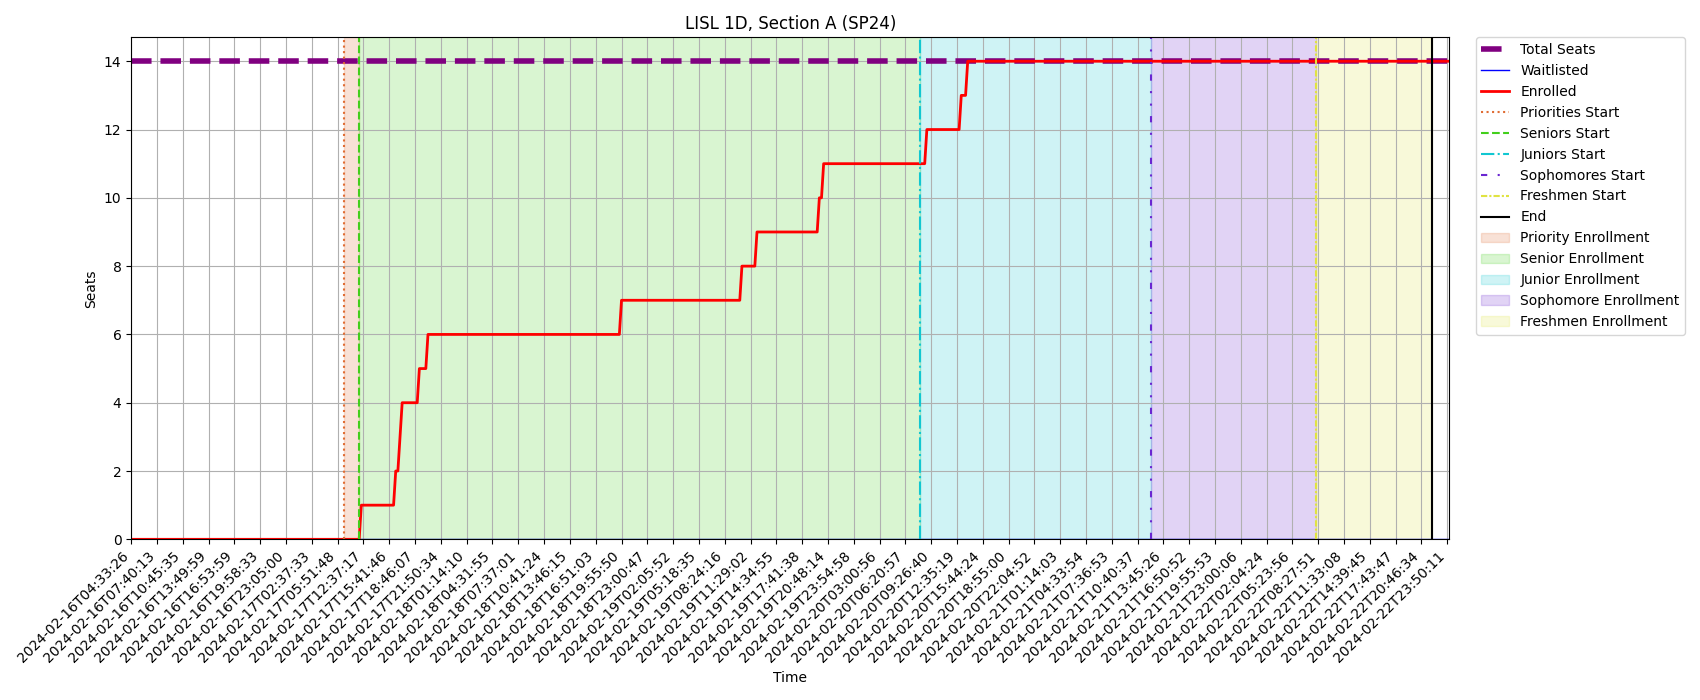 LISL 1D, Section A (SP24)
14
12
10
8
6
4
2
0
Seats
2024-02-16T04:33:26
2024-02-16T07:40:13
2024-02-16T10:45:35
2024-02-16T13:49:59
2024-02-16T16:53:59
2024-02-16T19:58:33
2024-02-16T23:05:00
2024-02-17T02:37:33
2024-02-17T05:51:48
2024-02-17T12:37:17
2024-02-17T15:41:46
2024-02-17T18:46:07
2024-02-17T21:50:34
2024-02-18T01:14:10
2024-02-18T04:31:55
2024-02-18T07:37:01
2024-02-18T10:41:24
2024-02-18T13:46:15
2024-02-18T16:51:03
2024-02-18T19:55:50
2024-02-18T23:00:47
2024-02-19T02:05:52
2024-02-19T05:18:35
2024-02-19T08:24:16
2024-02-19T11:29:02
2024-02-19T14:34:55
2024-02-19T17:41:38
2024-02-19T20:48:14
2024-02-19T23:54:58
2024-02-20T03:00:56
2024-02-20T06:20:57
2024-02-20T09:26:40
2024-02-20T12:35:19
2024-02-20T15:44:24
2024-02-20T18:55:00
2024-02-20T22:04:52
2024-02-21T01:14:03
2024-02-21T04:33:54
2024-02-21T07:36:53
2024-02-21T10:40:37
2024-02-21T13:45:26
2024-02-21T16:50:52
2024-02-21T19:55:53
2024-02-21T23:00:06
2024-02-22T02:04:24
2024-02-22T05:23:56
2024-02-22T08:27:51
2024-02-22T11:33:08
2024-02-22T14:39:45
2024-02-22T17:43:47
2024-02-22T20:46:34
2024-02-22T23:50:11
Time
Total Seats
Waitlisted
Enrolled
Priorities Start
Seniors Start
Juniors Start
Sophomores Start
Freshmen Start
End
Priority Enrollment
Senior Enrollment
Junior Enrollment
Sophomore Enrollment
Freshmen Enrollment